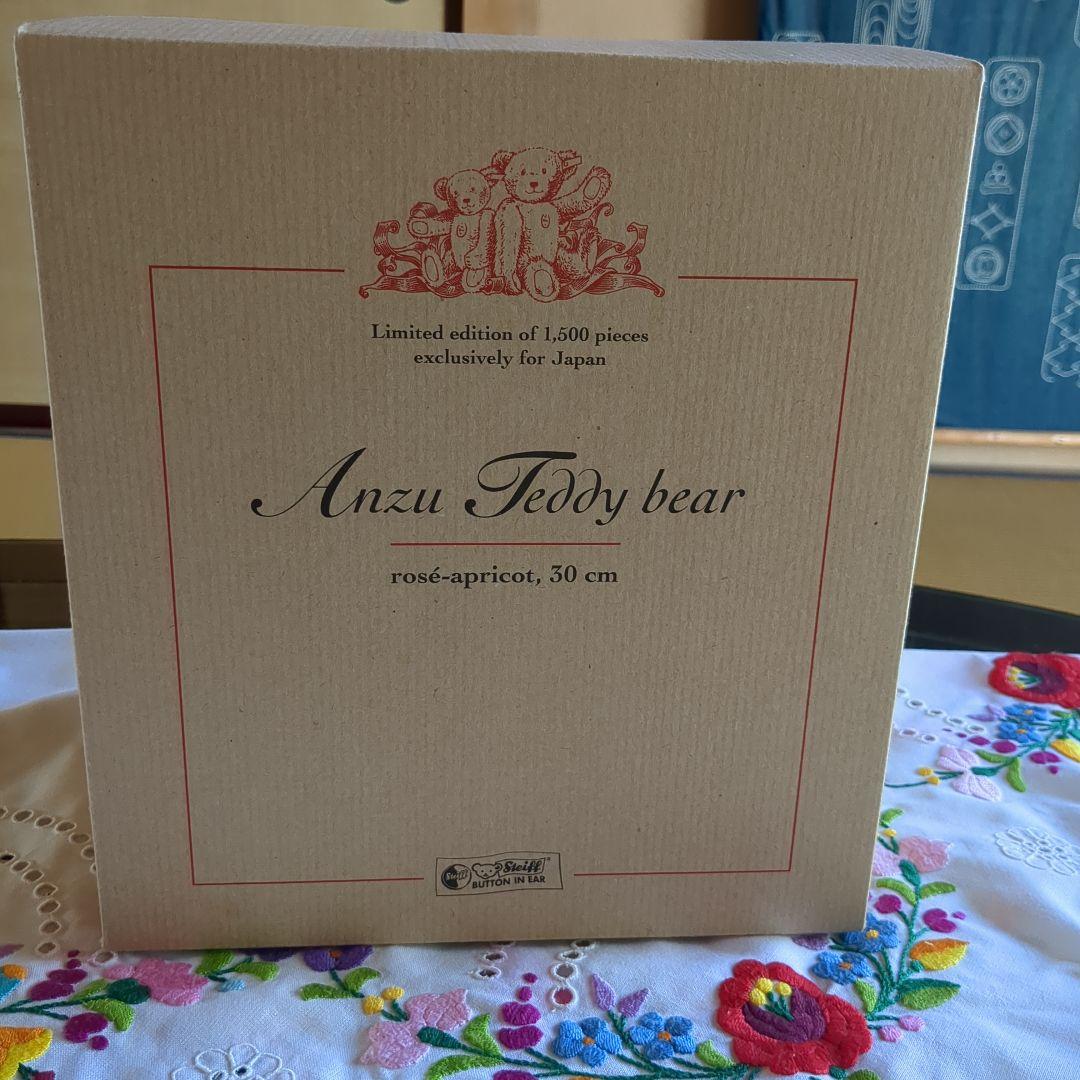 Limited edition of 1,500 pieces
exclusively for Japan
Anzu Teddy bear
rosé-apricot, 30 cm
Steiff Steiff®
BUTTON IN EAR